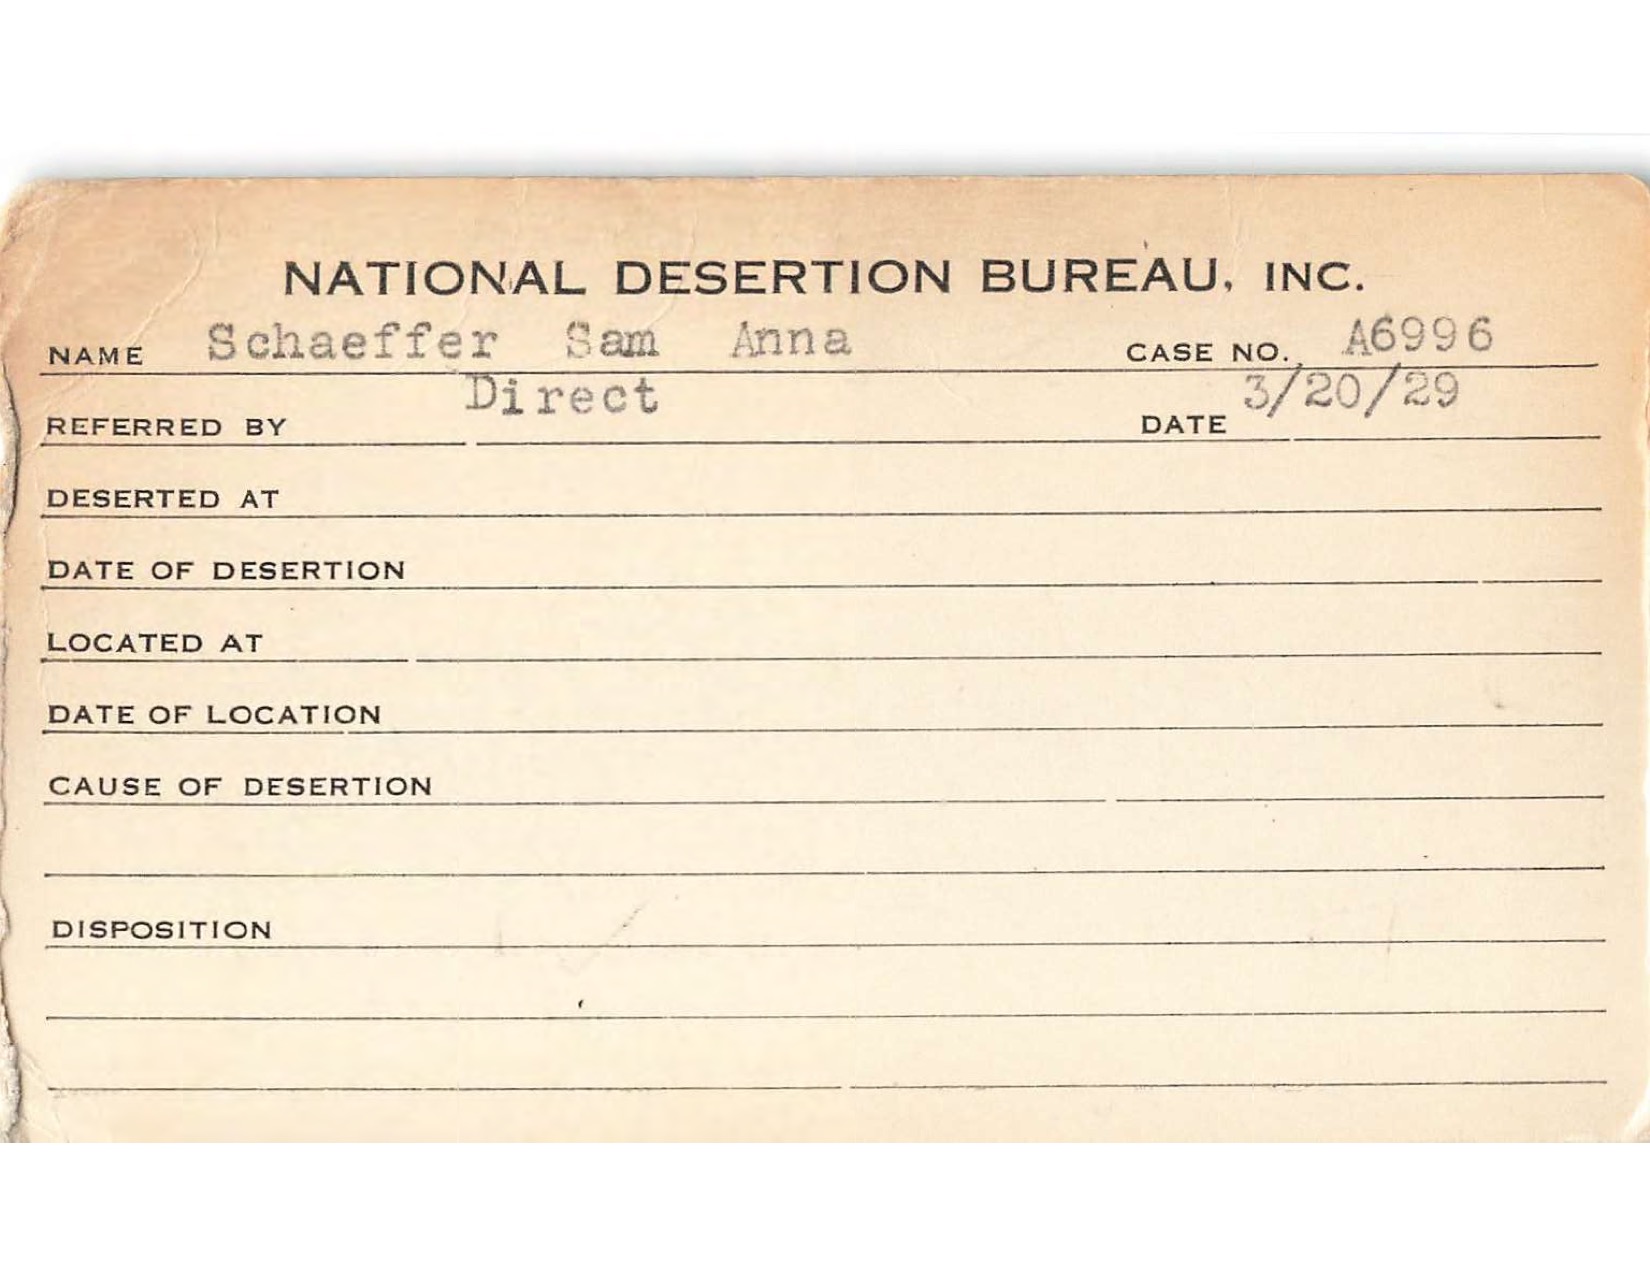 NATIONAL DESERTION BUREAU, INC.
NAME Schaeffer Sam Anna CASE NO. A6996
REFERRED BY Direct DATE 3/20/29
DESERTED AT
DATE OF DESERTION
LOCATED AT
DATE OF LOCATION
CAUSE OF DESERTION
DISPOSITION